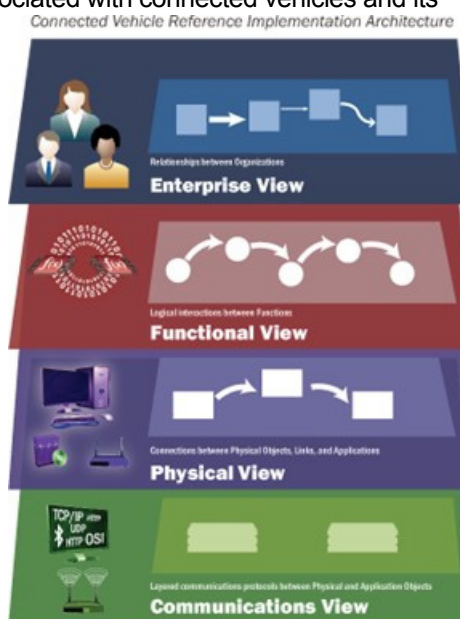 ociated with connected vehicles and its
Connected Vehicle Reference Implementation Architecture
Relationships between Organizations
Enterprise View
Logical interactions between Functions
Functional View
Connections between Physical Objects, Links, and Applications
Physical View
TCP/IP HTTP
UDP
HTTP OSI
Layered communications protocols between Physical and Application Objects
Communications View